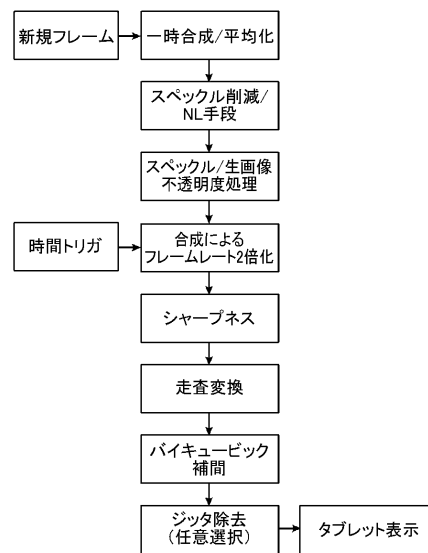 新規フレーム
一時合成/平均化
スペックル削減/
NL手段
スペックル/生画像
不透明度処理
時間トリガ
合成による
フレームレート2倍化
シャープネス
走査変換
バイキュービック
補間
ジッタ除去
(任意選択)
タブレット表示